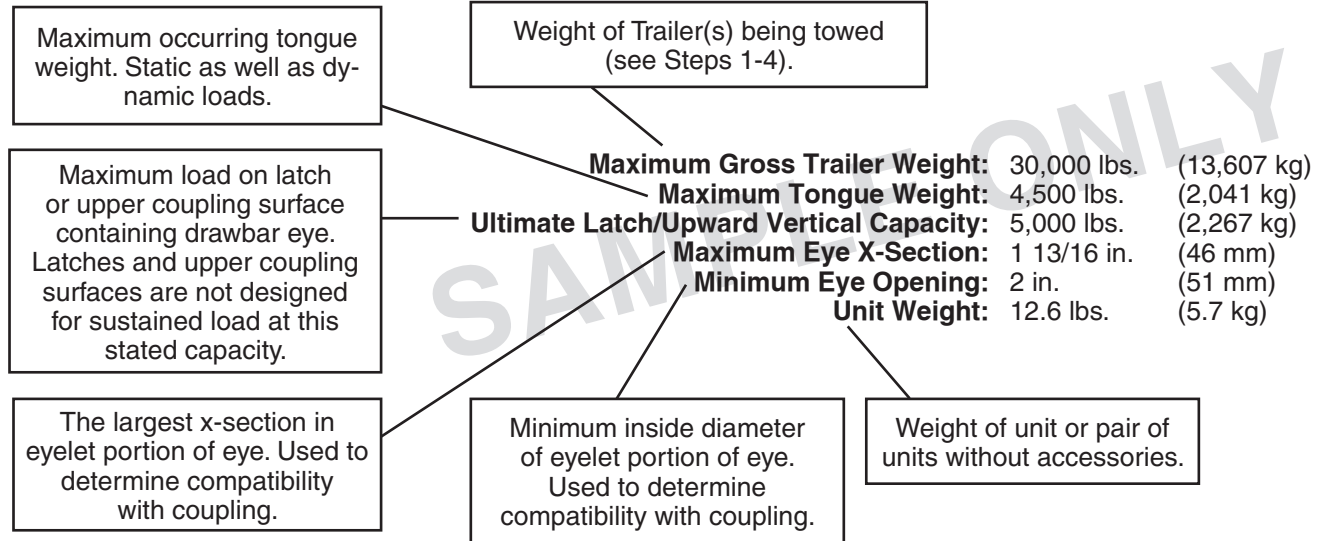 Maximum occurring tongue
weight. Static as well as dy-
namic loads.
Weight of Trailer(s) being towed
(see Steps 1-4).
Maximum load on latch
or upper coupling surface
containing drawbar eye.
Latches and upper coupling
surfaces are not designed
for sustained load at this
stated capacity.
SAMPLE ONLY
Maximum Gross Trailer Weight: 30,000 lbs. (13,607 kg)
Maximum Tongue Weight: 4,500 lbs. (2,041 kg)
Ultimate Latch/Upward Vertical Capacity: 5,000 lbs. (2,267 kg)
Maximum Eye X-Section: 1 13/16 in. (46 mm)
Minimum Eye Opening: 2 in. (51 mm)
Unit Weight: 12.6 lbs. (5.7 kg)
The largest x-section in
eyelet portion of eye. Used to
determine compatibility
with coupling.
Minimum inside diameter
of eyelet portion of eye.
Used to determine
compatibility with coupling.
Weight of unit or pair of
units without accessories.